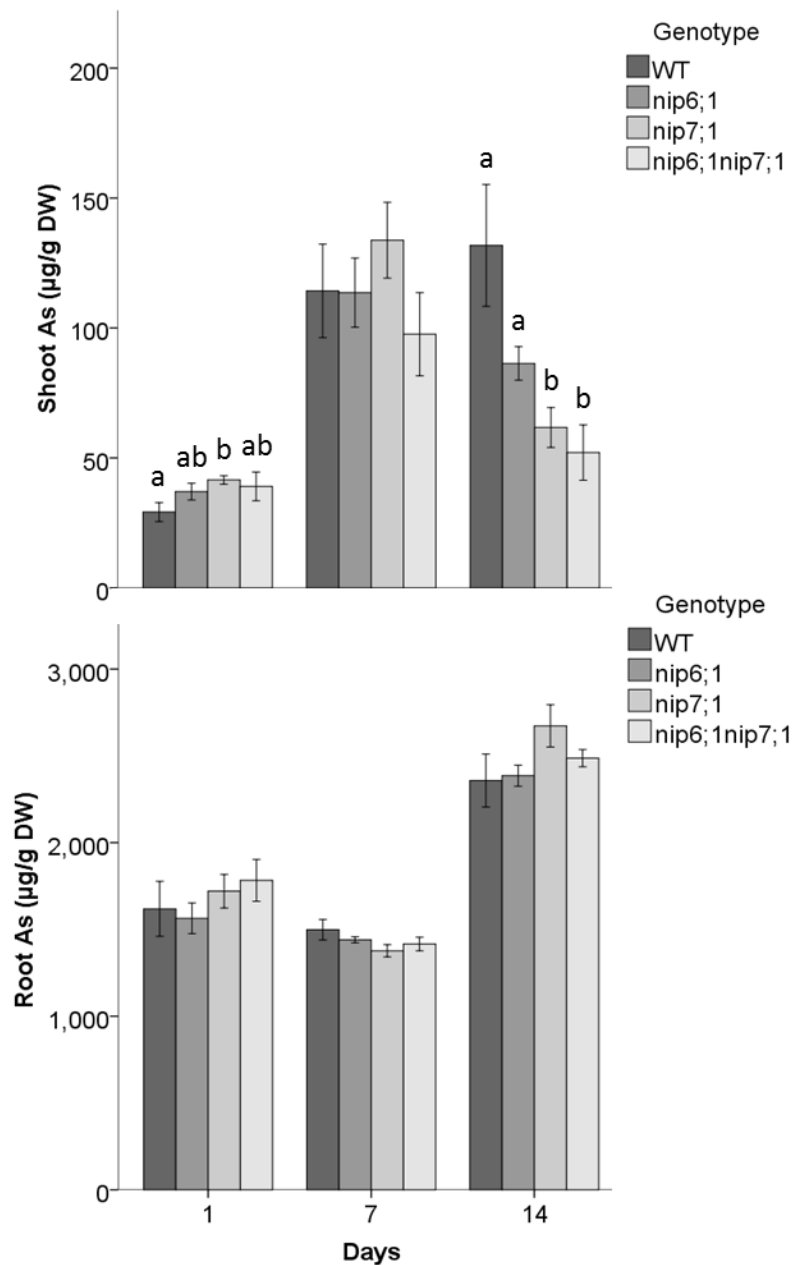 Genotype
WT
nip6;1
nip7;1
nip6;1nip7;1
Shoot As (µg/g DW)
200
150
100
50
0
a ab b ab
a a b b
Genotype
WT
nip6;1
nip7;1
nip6;1nip7;1
Root As (µg/g DW)
3,000
2,000
1,000
0
1 7 14
Days